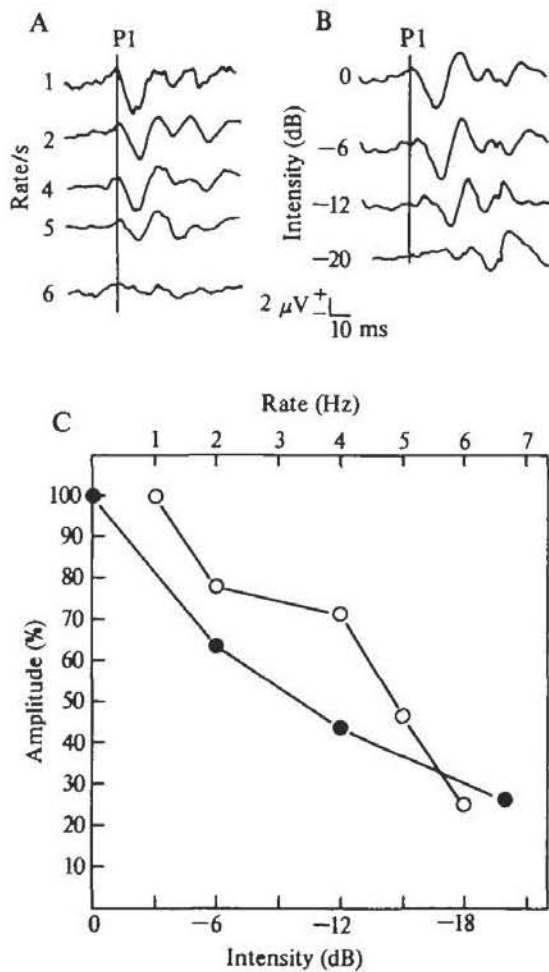 A
P1
Rate/s
1
2
4
5
6
B
P1
Intensity (dB)
0
−6
−12
−20
2 μV + −
10 ms
C
Rate (Hz)
1 2 3 4 5 6 7
Amplitude (%)
100
90
80
70
60
50
40
30
20
10
0 −6 −12 −18
Intensity (dB)